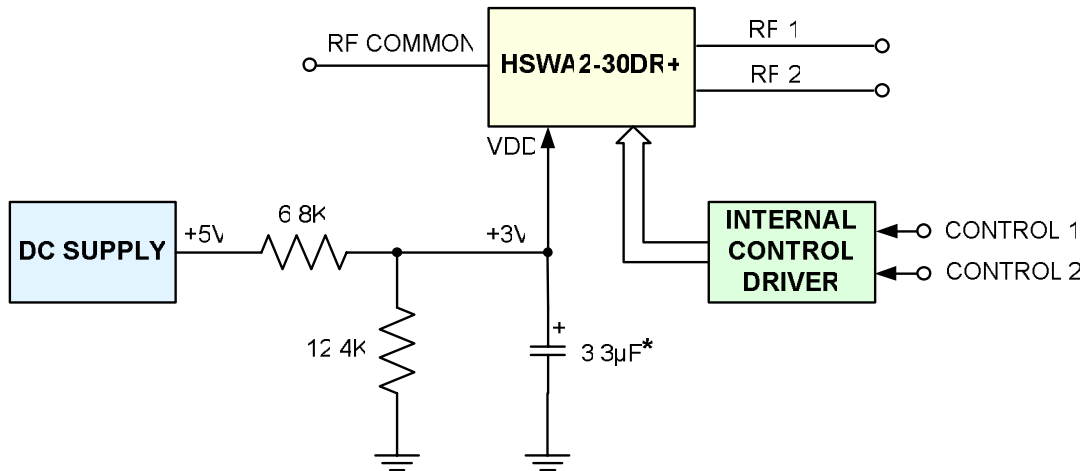 RF COMMON
HSWA2-30DR+
RF 1
RF 2
VDD
DC SUPPLY
+5V
6.8K
+3V
12.4K
3.3µF*
INTERNAL
CONTROL
DRIVER
CONTROL 1
CONTROL 2